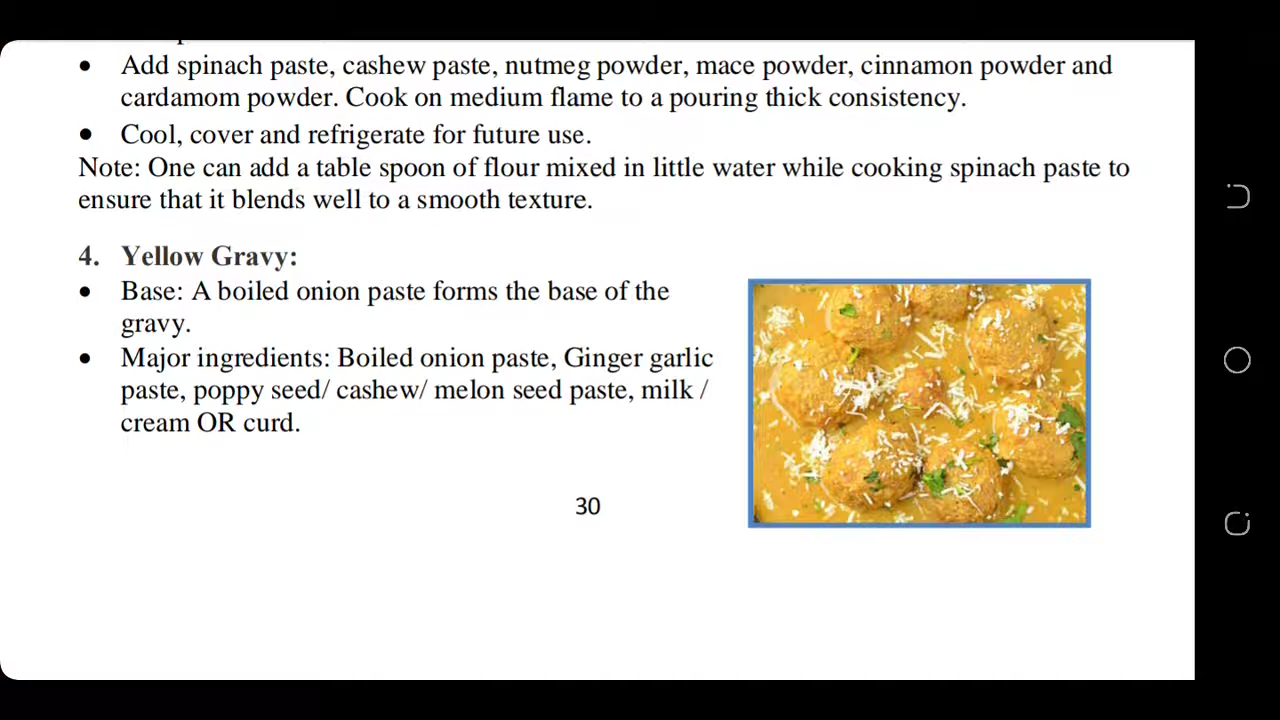 • Add spinach paste, cashew paste, nutmeg powder, mace powder, cinnamon powder and
cardamom powder. Cook on medium flame to a pouring thick consistency.
• Cool, cover and refrigerate for future use.
Note: One can add a table spoon of flour mixed in little water while cooking spinach paste to
ensure that it blends well to a smooth texture.
4. Yellow Gravy:
• Base: A boiled onion paste forms the base of the
gravy.
• Major ingredients: Boiled onion paste, Ginger garlic
paste, poppy seed/ cashew/ melon seed paste, milk /
cream OR curd.
30